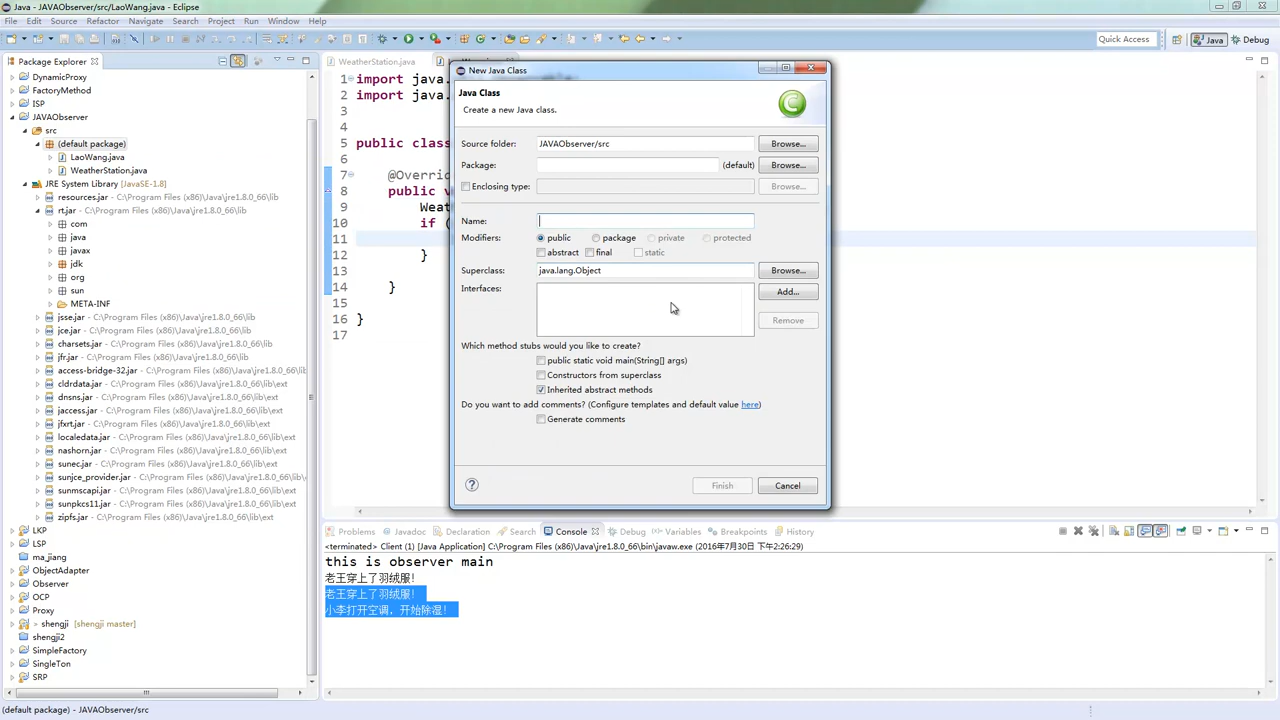 Java - JAVAObserver/src/LaoWang.java - Eclipse
File Edit Source Refactor Navigate Search Project Run Window Help
Quick Access Java Debug
Package Explorer
DynamicProxy
FactoryMethod
ISP
JAVAObserver
src
(default package)
LaoWang.java
WeatherStation.java
JRE System Library [JavaSE-1.8]
resources.jar - C:\Program Files (x86)\Java\jre1.8.0_66\lib
rt.jar - C:\Program Files (x86)\Java\jre1.8.0_66\lib
com
java
javax
jdk
org
sun
META-INF
jsse.jar - C:\Program Files (x86)\Java\jre1.8.0_66\lib
jce.jar - C:\Program Files (x86)\Java\jre1.8.0_66\lib
charsets.jar - C:\Program Files (x86)\Java\jre1.8.0_66\lib
jfr.jar - C:\Program Files (x86)\Java\jre1.8.0_66\lib
access-bridge-32.jar - C:\Program Files (x86)\Java\jre1.8.0_66\lib
cldrdata.jar - C:\Program Files (x86)\Java\jre1.8.0_66\lib\ext
dnsns.jar - C:\Program Files (x86)\Java\jre1.8.0_66\lib\ext
jaccess.jar - C:\Program Files (x86)\Java\jre1.8.0_66\lib\ext
jfxrt.jar - C:\Program Files (x86)\Java\jre1.8.0_66\lib\ext
localedata.jar - C:\Program Files (x86)\Java\jre1.8.0_66\lib\ext
nashorn.jar - C:\Program Files (x86)\Java\jre1.8.0_66\lib\ext
sunec.jar - C:\Program Files (x86)\Java\jre1.8.0_66\lib\ext
sunjce_provider.jar - C:\Program Files (x86)\Java\jre1.8.0_66\lib
sunmscapi.jar - C:\Program Files (x86)\Java\jre1.8.0_66\lib\ext
sunpkcs11.jar - C:\Program Files (x86)\Java\jre1.8.0_66\lib\ext
zipfs.jar - C:\Program Files (x86)\Java\jre1.8.0_66\lib\ext
LKP
LSP
ma_jiang
ObjectAdapter
Observer
OCP
Proxy
> shengji [shengji master]
shengji2
SimpleFactory
SingleTon
SRP
WeatherStation.java
1 import java.
2 import java.
3
4
5 public class
6
7 @Overri
8 public v
9 Weat
10 if (
11
12 }
13
14 }
15
16 }
17
New Java Class
Java Class
Create a new Java class.
Source folder: JAVAObserver/src Browse...
Package: (default) Browse...
Enclosing type: Browse...
Name:
Modifiers: public package private protected
abstract final static
Superclass: java.lang.Object Browse...
Interfaces: Add...
Remove
Which method stubs would you like to create?
public static void main(String[] args)
Constructors from superclass
Inherited abstract methods
Do you want to add comments? (Configure templates and default value here)
Generate comments
Finish Cancel
Problems Javadoc Declaration Search Console Debug Variables Breakpoints History
<terminated> Client (1) [Java Application] C:\Program Files (x86)\Java\jre1.8.0_66\bin\javaw.exe (2016年7月30日 下午2:26:29)
this is observer main
老王穿上了羽绒服!
老王穿上了羽绒服!
小李打开空调，开始除湿!
(default package) - JAVAObserver/src